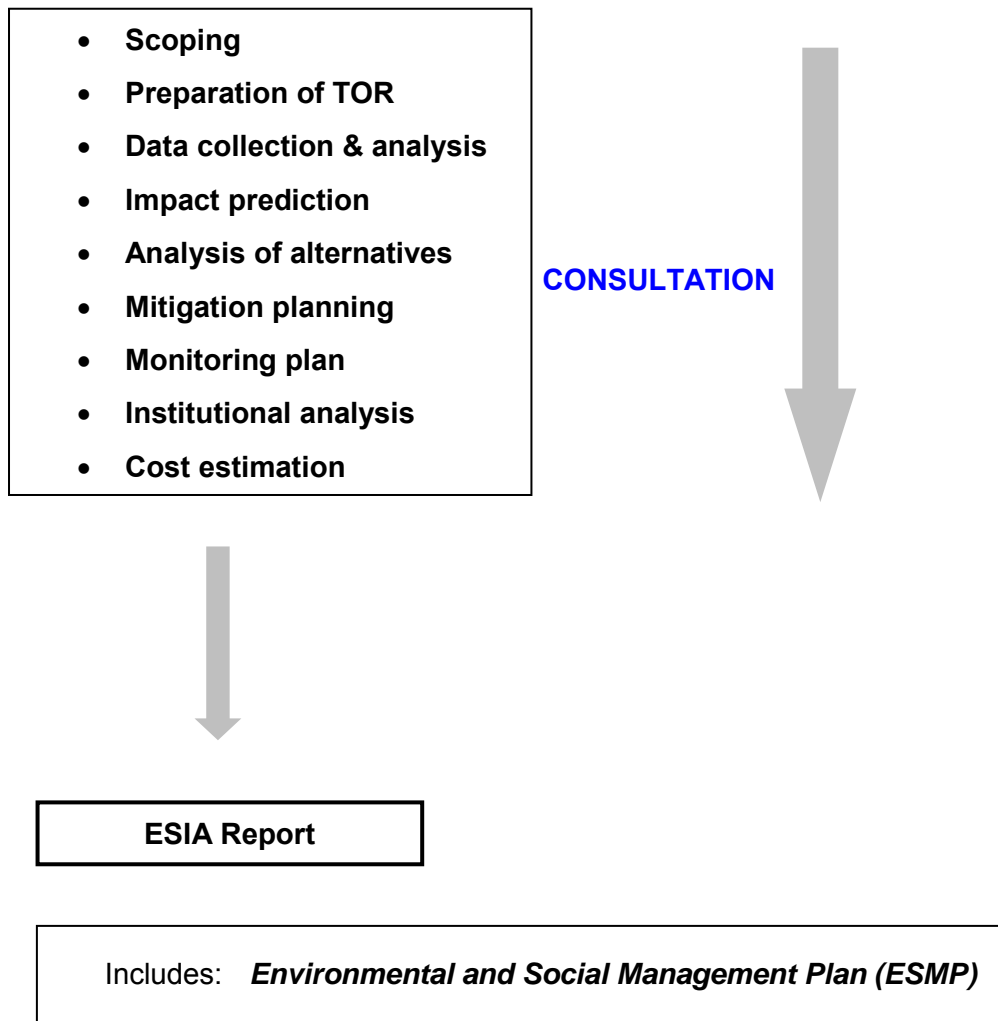 • Scoping
• Preparation of TOR
• Data collection & analysis
• Impact prediction
• Analysis of alternatives
• Mitigation planning
• Monitoring plan
• Institutional analysis
• Cost estimation
CONSULTATION
ESIA Report
Includes: Environmental and Social Management Plan (ESMP)